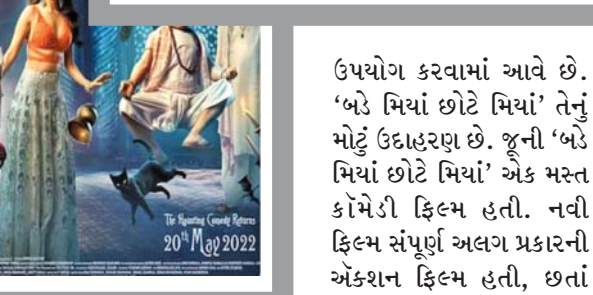 The Haunting Comedy Returns
20th May 2022
ઉપયોગ કરવામાં આવે છે.
‘બડે મિયાં છોટે મિયાં’ તેનું
મોટું ઉદાહરણ છે. જૂની ‘બડે
મિયાં છોટે મિયાં’ એક મસ્ત
કૉમેડી ફિલ્મ હતી. નવી
ફિલ્મ સંપૂર્ણ અલગ પ્રકારની
ઍક્શન ફિલ્મ હતી, છતાં